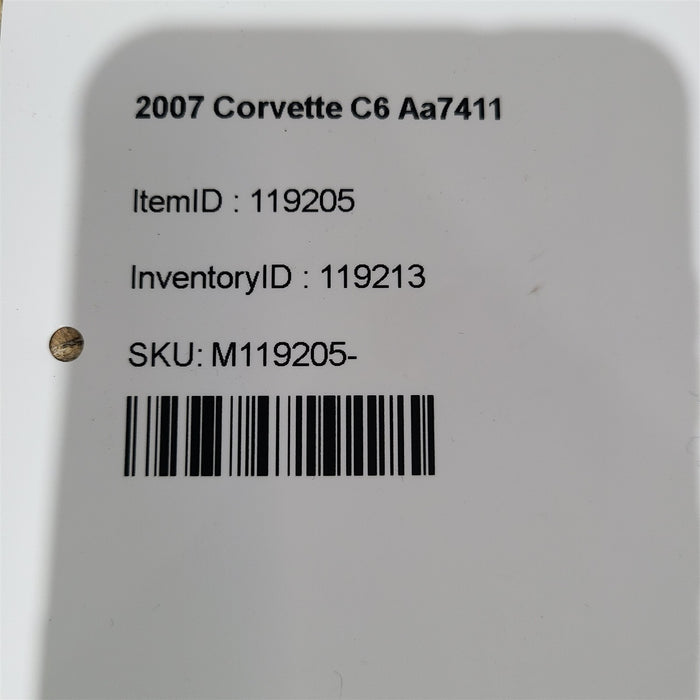 2007 Corvette C6 Aa7411
ItemID : 119205
InventoryID : 119213
SKU: M119205-